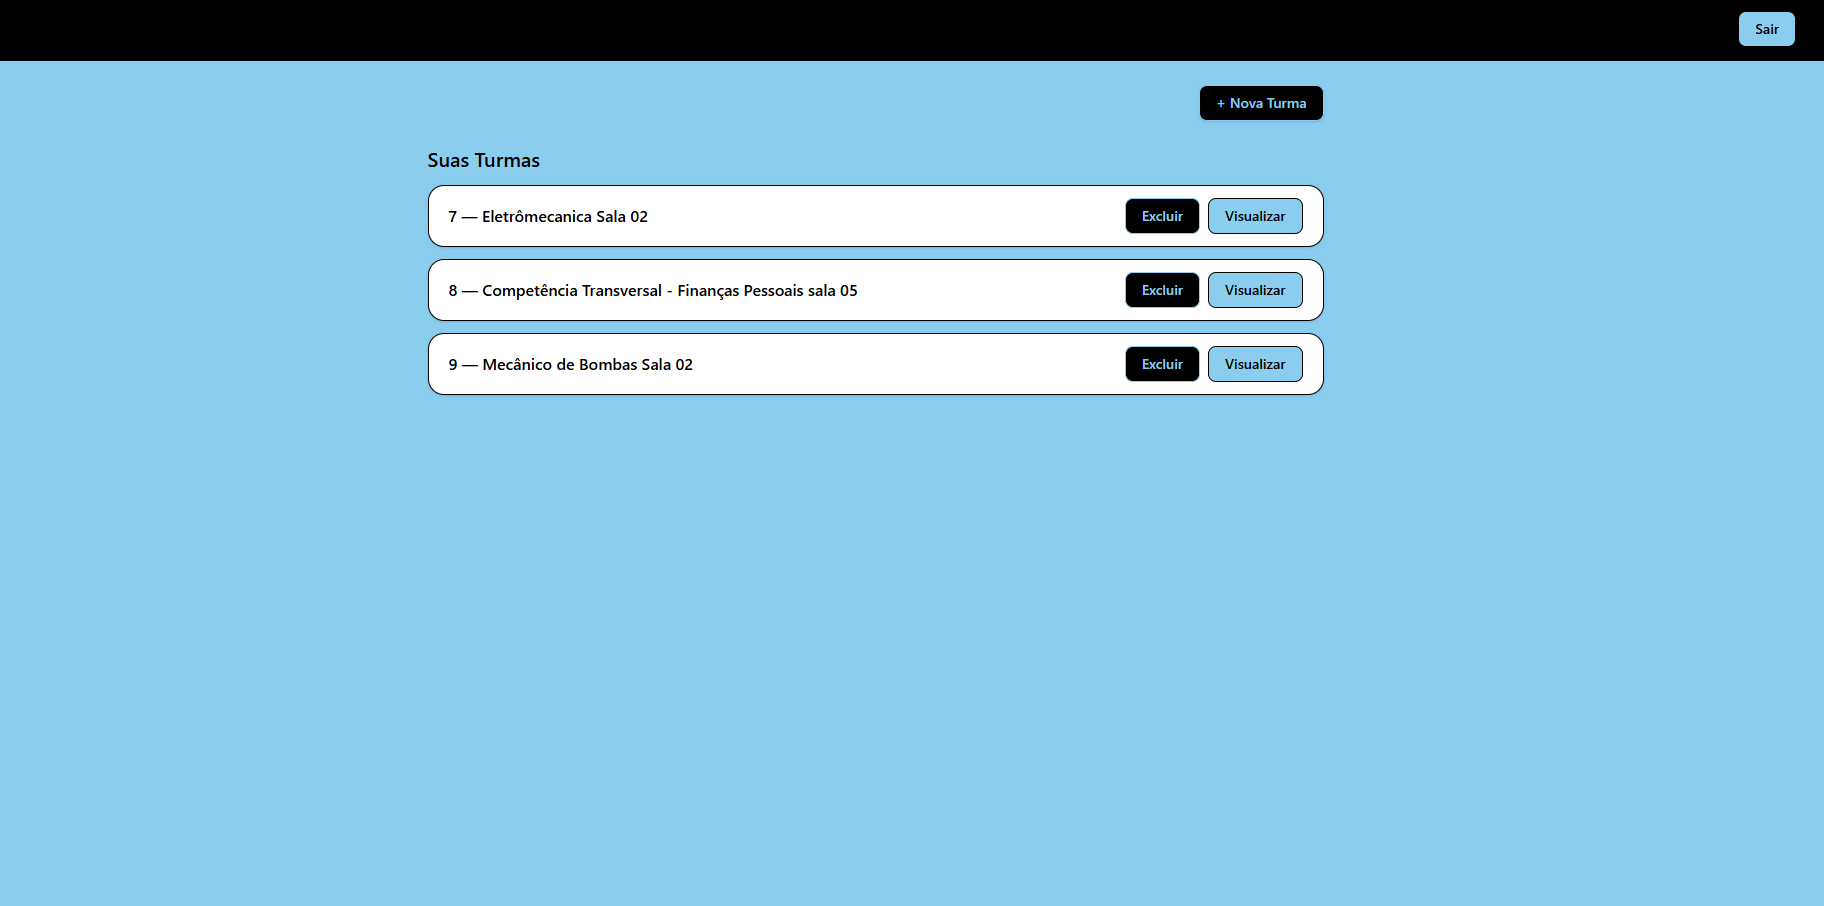 Sair
+ Nova Turma
Suas Turmas
7 — Eletrômecanica Sala 02 Excluir Visualizar
8 — Competência Transversal - Finanças Pessoais sala 05 Excluir Visualizar
9 — Mecânico de Bombas Sala 02 Excluir Visualizar